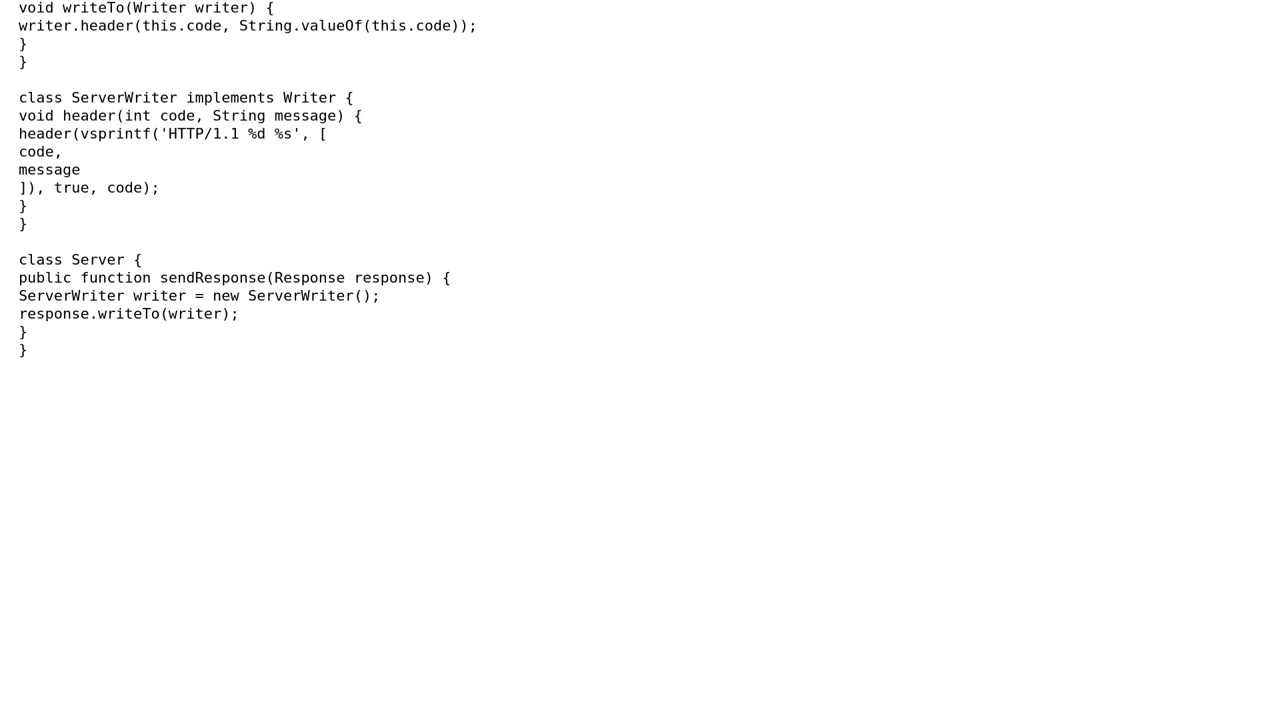 void writeTo(Writer writer) {
writer.header(this.code, String.valueOf(this.code));
}
}

class ServerWriter implements Writer {
void header(int code, String message) {
header(vsprintf('HTTP/1.1 %d %s', [
code,
message
]), true, code);
}
}

class Server {
public function sendResponse(Response response) {
ServerWriter writer = new ServerWriter();
response.writeTo(writer);
}
}